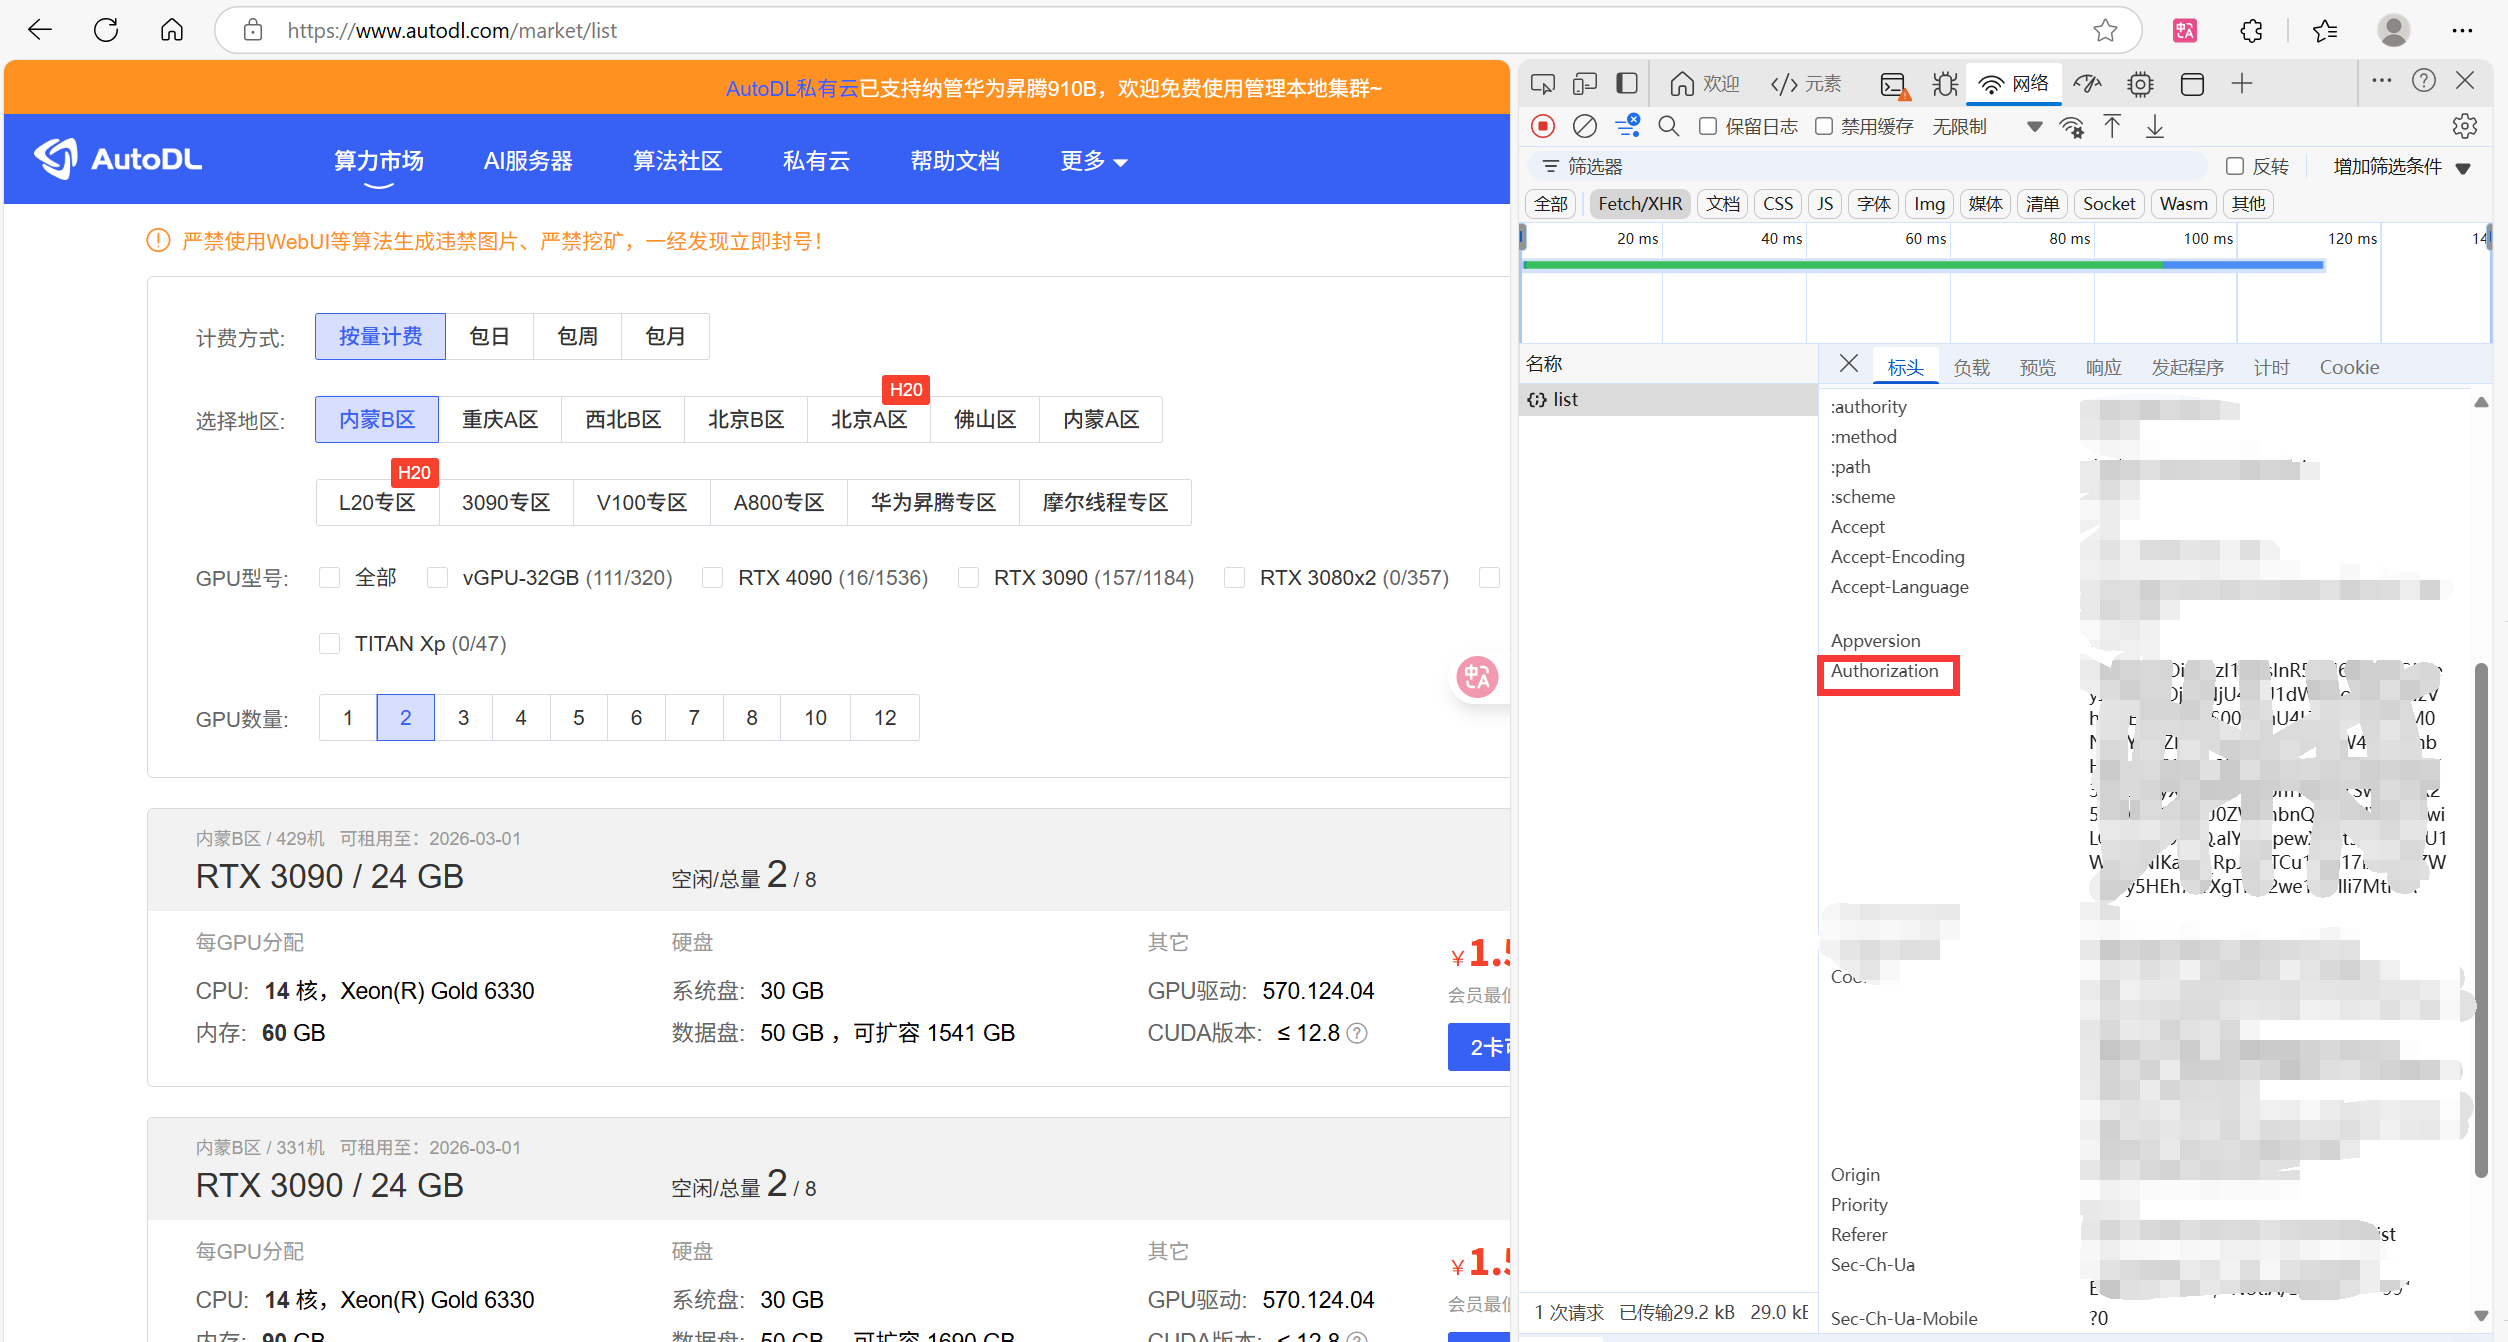 https://www.autodl.com/market/list
AutoDL私有云已支持纳管华为昇腾910B，欢迎免费使用管理本地集群~
AutoDL
算力市场 AI服务器 算法社区 私有云 帮助文档 更多
严禁使用WebUI等算法生成违禁图片、严禁挖矿，一经发现立即封号！
计费方式: 按量计费 包日 包周 包月
H20
选择地区: 内蒙B区 重庆A区 西北B区 北京B区 北京A区 佛山区 内蒙A区
H20
L20专区 3090专区 V100专区 A800专区 华为昇腾专区 摩尔线程专区
GPU型号: 全部 vGPU-32GB (111/320) RTX 4090 (16/1536) RTX 3090 (157/1184) RTX 3080x2 (0/357)
TITAN Xp (0/47)
GPU数量: 1 2 3 4 5 6 7 8 10 12
内蒙B区 / 429机 可租用至：2026-03-01
RTX 3090 / 24 GB
空闲/总量 2 / 8
每GPU分配 硬盘 其它
CPU: 14 核，Xeon(R) Gold 6330 系统盘: 30 GB GPU驱动: 570.124.04
内存: 60 GB 数据盘: 50 GB ，可扩容 1541 GB CUDA版本: ≤ 12.8
¥1.5
会员最低
2卡可
内蒙B区 / 331机 可租用至：2026-03-01
RTX 3090 / 24 GB
空闲/总量 2 / 8
每GPU分配 硬盘 其它
CPU: 14 核，Xeon(R) Gold 6330 系统盘: 30 GB GPU驱动: 570.124.04
内存: 90 GB 数据盘: 50 GB ，可扩容 1690 GB CUDA版本: ≤ 12.8
¥1.5
会员最低
欢迎 元素 网络
保留日志 禁用缓存 无限制
筛选器 反转 增加筛选条件
全部 Fetch/XHR 文档 CSS JS 字体 Img 媒体 清单 Socket Wasm 其他
20 ms 40 ms 60 ms 80 ms 100 ms 120 ms
名称 标头 负载 预览 响应 发起程序 计时 Cookie
list
:authority
:method
:path
:scheme
Accept
Accept-Encoding
Accept-Language
Appversion
Authorization
Origin
Priority
Referer
Sec-Ch-Ua
Sec-Ch-Ua-Mobile ?0
1 次请求 已传输29.2 kB 29.0 kB